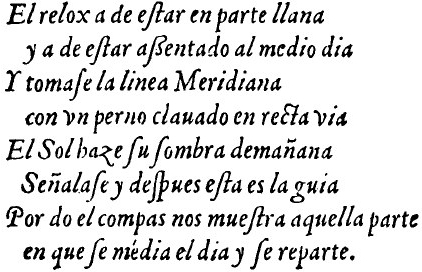 El relox a de eſtar en parte llana
y a de eſtar aßentado al medio dia
Y tomaſe la linea Meridiana
con vn perno clauado en recta via
El Sol haze ſu ſombra demañana
Señalaſe y deſpues eſta es la guia
Por do el compas nos mueſtra aquella parte
en que ſe média el dia y ſe reparte.